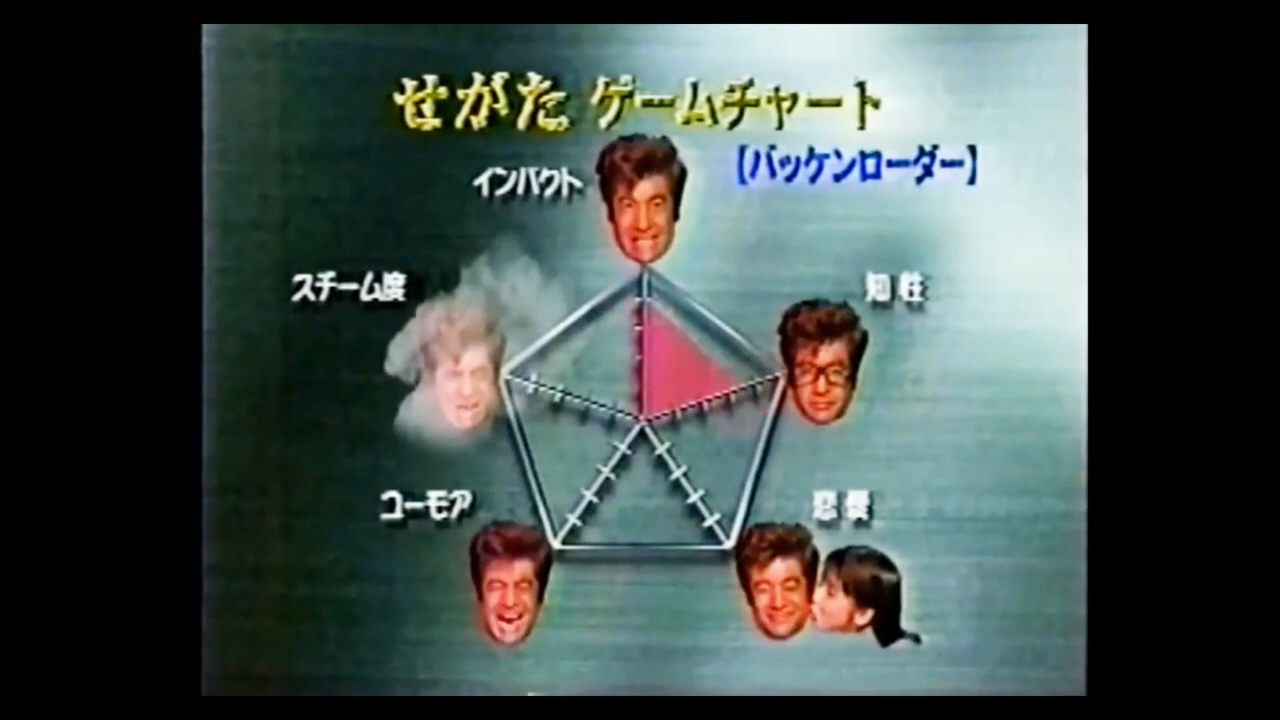 せがた ゲームチャート
【バッケンローダー】
インパクト
スチーム度
知性
ユーモア
恋愛